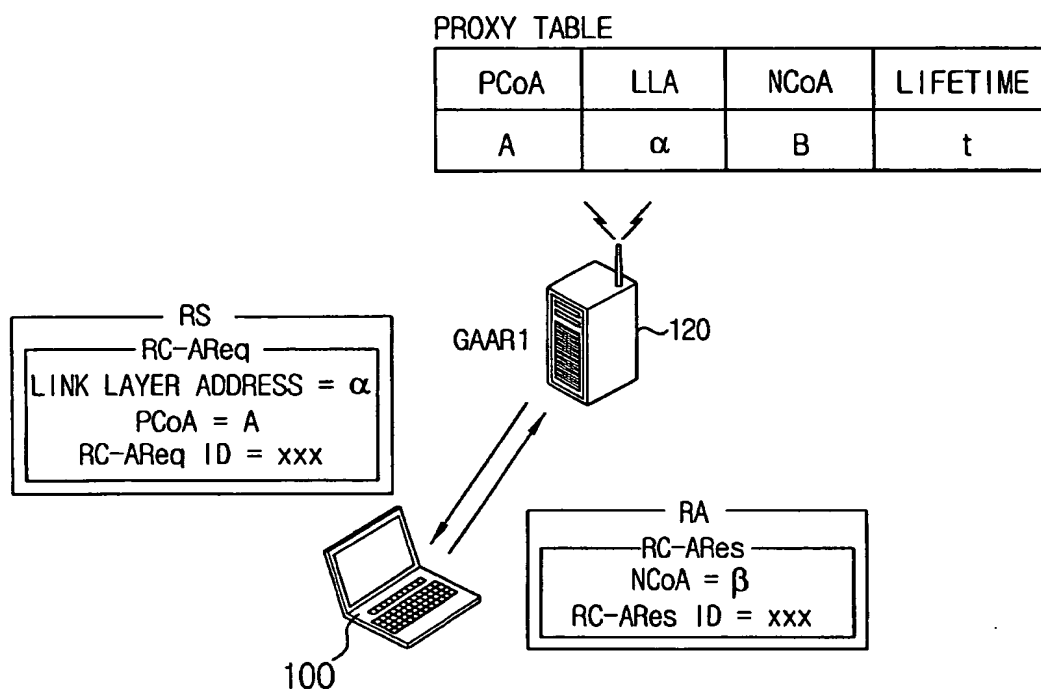 PROXY TABLE
PCoA LLA NCoA LIFETIME
A α B t
GAAR1
120
RS
RC-AReq
LINK LAYER ADDRESS = α
PCoA = A
RC-AReq ID = xxx
RA
RC-ARes
NCoA = β
RC-ARes ID = xxx
100